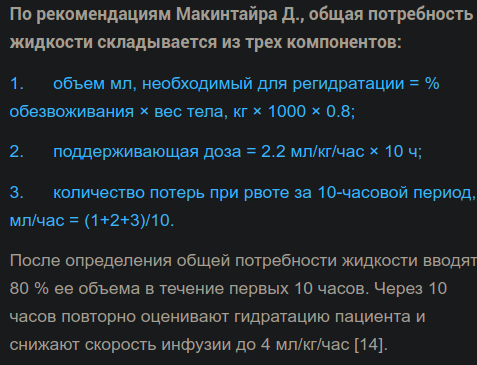 По рекомендациям Макинтайра Д., общая потребность
жидкости складывается из трех компонентов:
1. объем мл, необходимый для регидратации = %
обезвоживания × вес тела, кг × 1000 × 0.8;
2. поддерживающая доза = 2.2 мл/кг/час × 10 ч;
3. количество потерь при рвоте за 10-часовой период,
мл/час = (1+2+3)/10.
После определения общей потребности жидкости вводят
80 % ее объема в течение первых 10 часов. Через 10
часов повторно оценивают гидратацию пациента и
снижают скорость инфузии до 4 мл/кг/час [14].